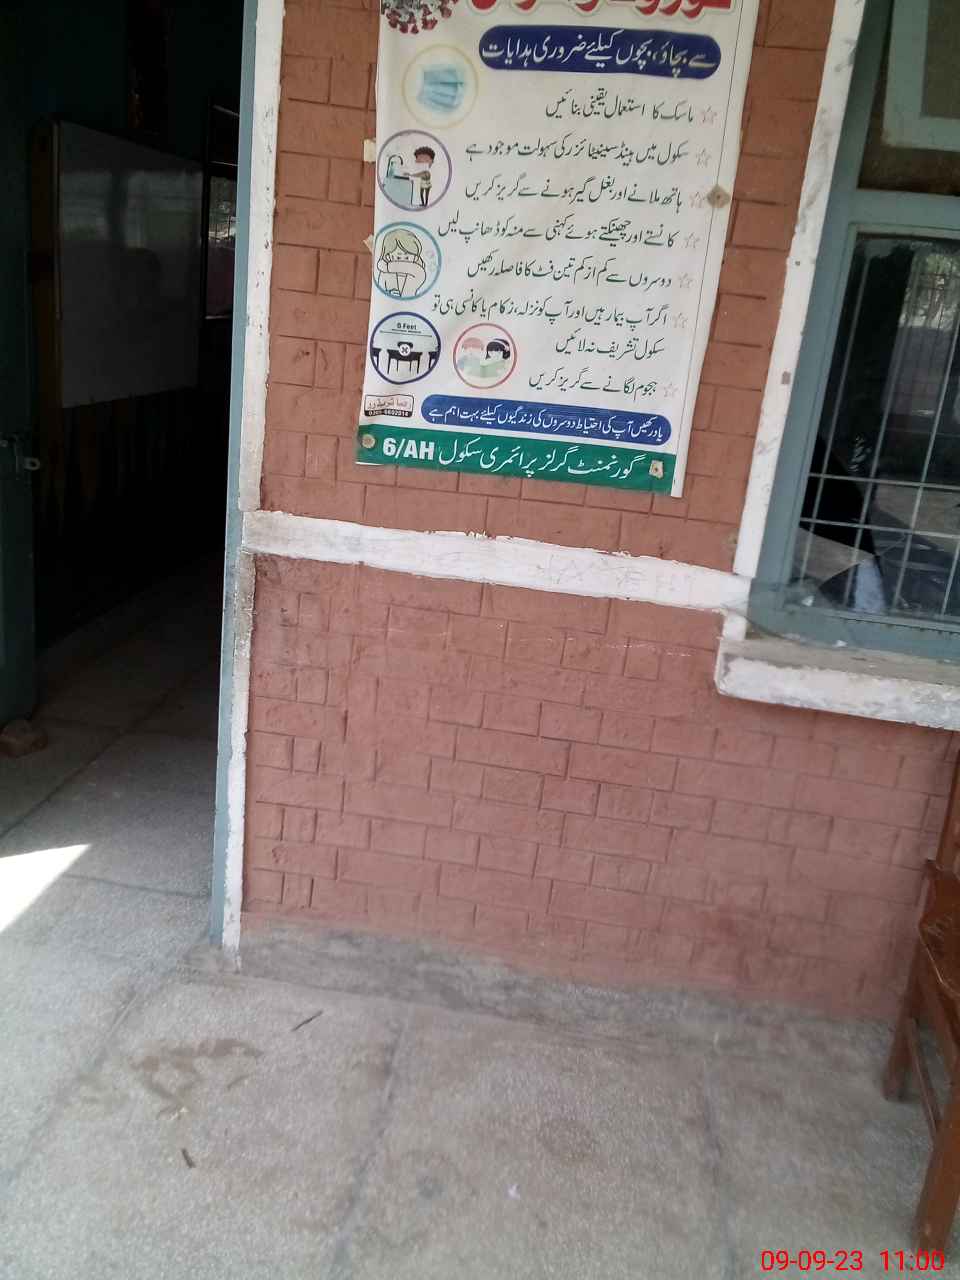 سے بچاؤ، بچوں کیلئے ضروری ہدایات
ماسک کا استعمال یقینی بنائیں
سکول میں ہینڈ سینیٹائزر کی سہولت موجود ہے
ہاتھ ملانے اور بغل گیر ہونے سے گریز کریں
کانستے اور چھینکتے ہوئے کہنی سے منہ کو ڈھانپ لیں
دوسروں سے کم از کم تین فٹ کا فاصلہ رکھیں
اگر آپ بیمار ہیں اور آپ کو نزلہ، زکام یا کانسی ہی تو
سکول تشریف نہ لائیں
ہجوم لگانے سے گریز کریں
6 Feet
یاد رکھیں آپ کی احتیاط دوسروں کی زندگیوں کیلئے بہت اہم ہے
گورنمنٹ گرلز پرائمری سکول 6/AH
09-09-23 11:00